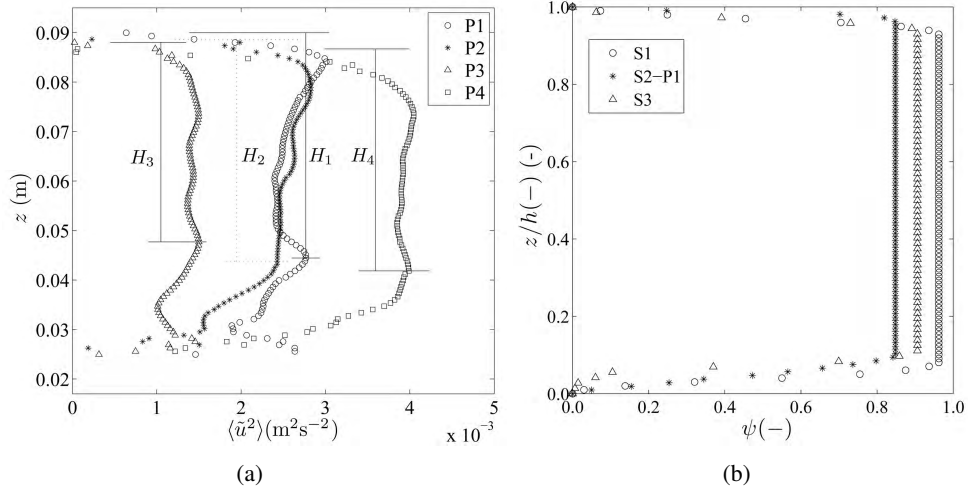 0.09
0.08
0.07
0.06
0.05
0.04
0.03
0.02
z (m)
0
1
2
3
4
5
x 10⁻³
⟨ũ²⟩(m²s⁻²)
H₃
H₂
H₁
H₄
P1
P2
P3
P4
(a)
1.0
0.8
0.6
0.4
0.2
0.0
z/h(−) (-)
0.0
0.2
0.4
0.6
0.8
1.0
ψ(−)
S1
S2−P1
S3
(b)